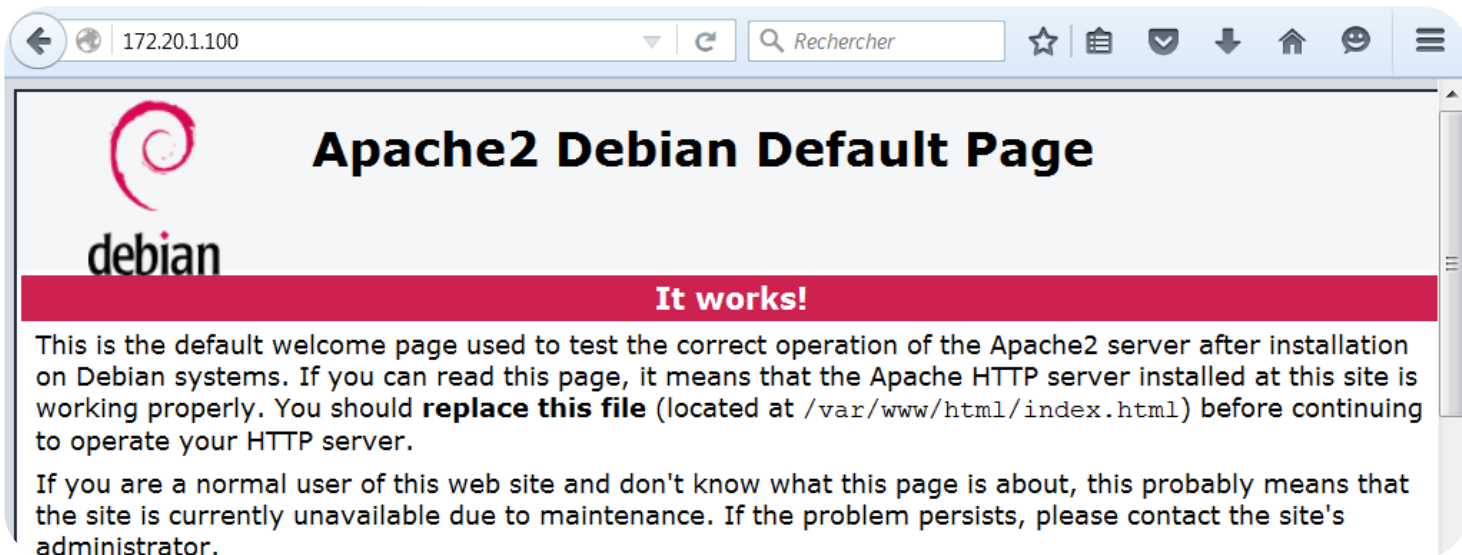 172.20.1.100
Rechercher
debian
Apache2 Debian Default Page
It works!
This is the default welcome page used to test the correct operation of the Apache2 server after installation
on Debian systems. If you can read this page, it means that the Apache HTTP server installed at this site is
working properly. You should replace this file (located at /var/www/html/index.html) before continuing
to operate your HTTP server.
If you are a normal user of this web site and don't know what this page is about, this probably means that
the site is currently unavailable due to maintenance. If the problem persists, please contact the site's
administrator.